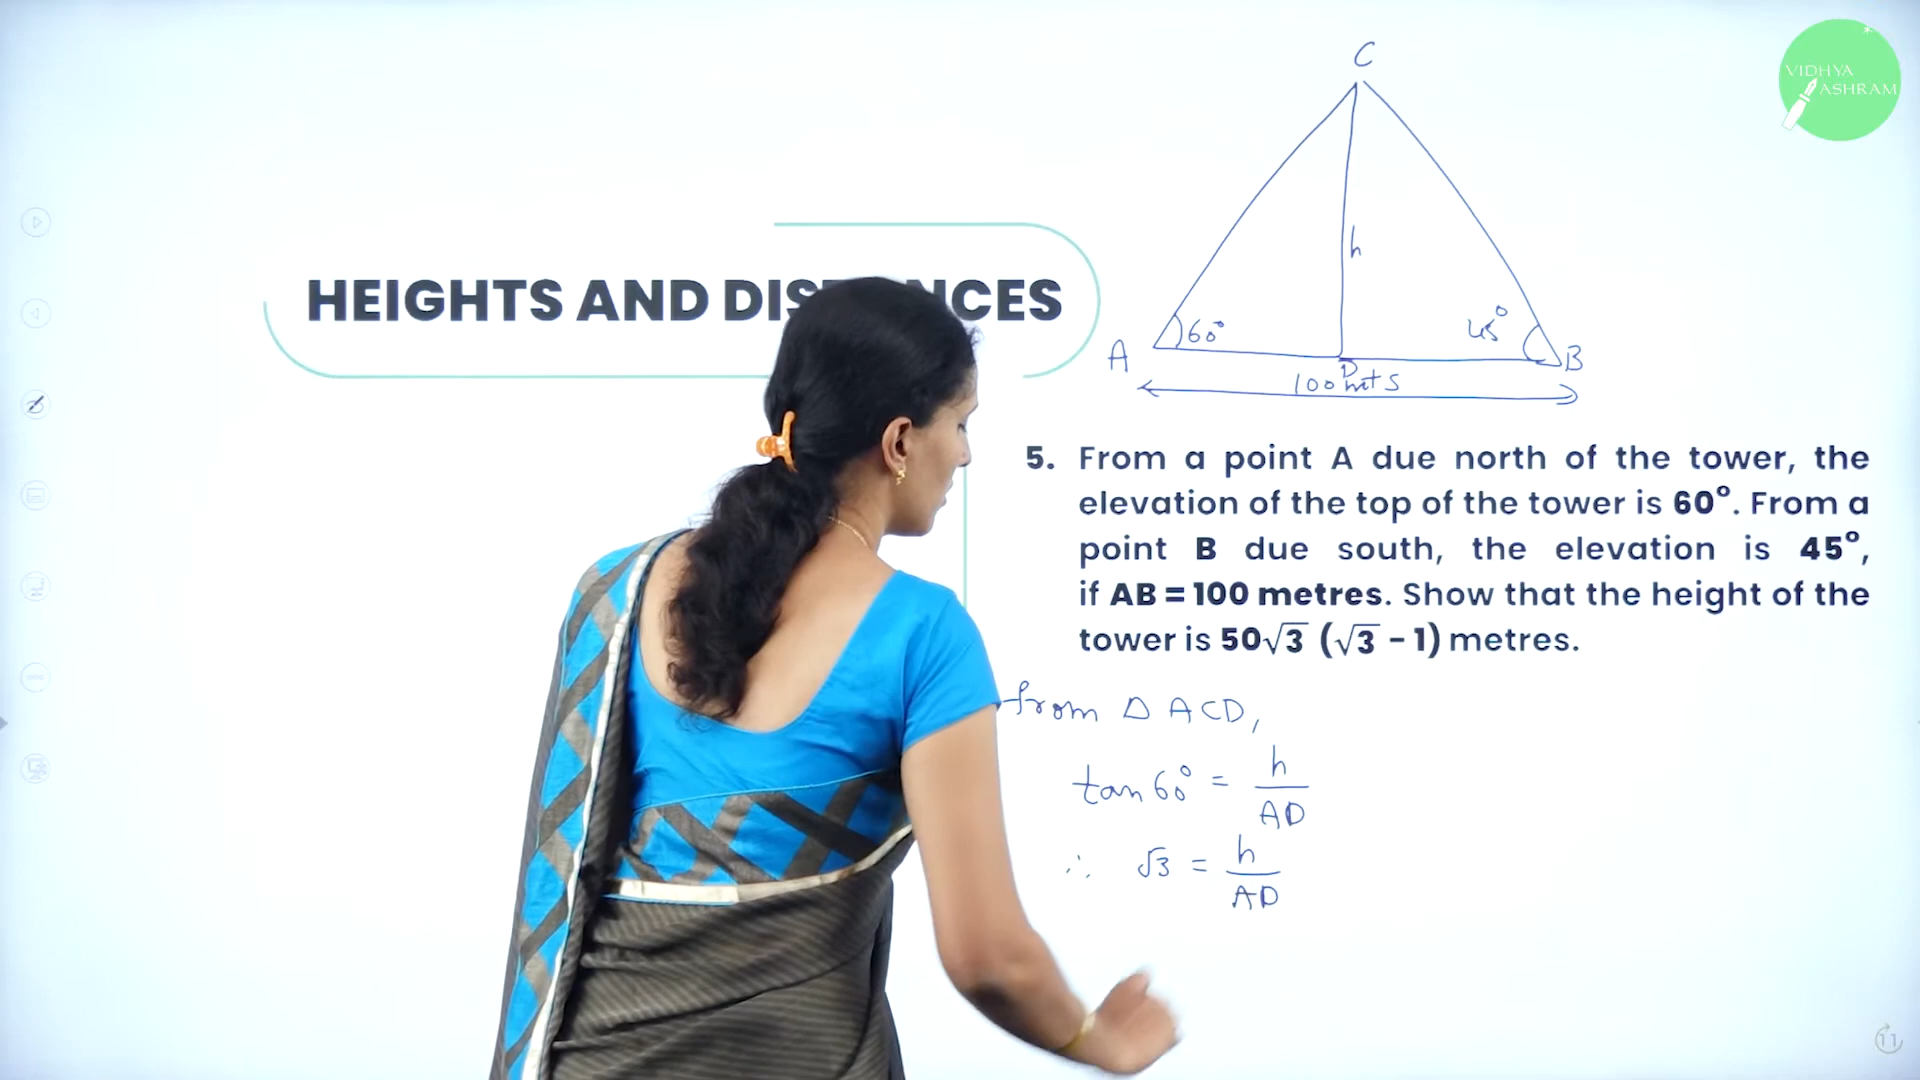 C
VIDHYA
ASHRAM
h
HEIGHTS AND DIS NCES
A 60° 45° B
D
100 mts
5. From a point A due north of the tower, the
elevation of the top of the tower is 60°. From a
point B due south, the elevation is 45°,
if AB = 100 metres. Show that the height of the
tower is 50√3 (√3 - 1) metres.
from Δ ACD,
tan 60° = h/AD
∴ √3 = h/AD
11